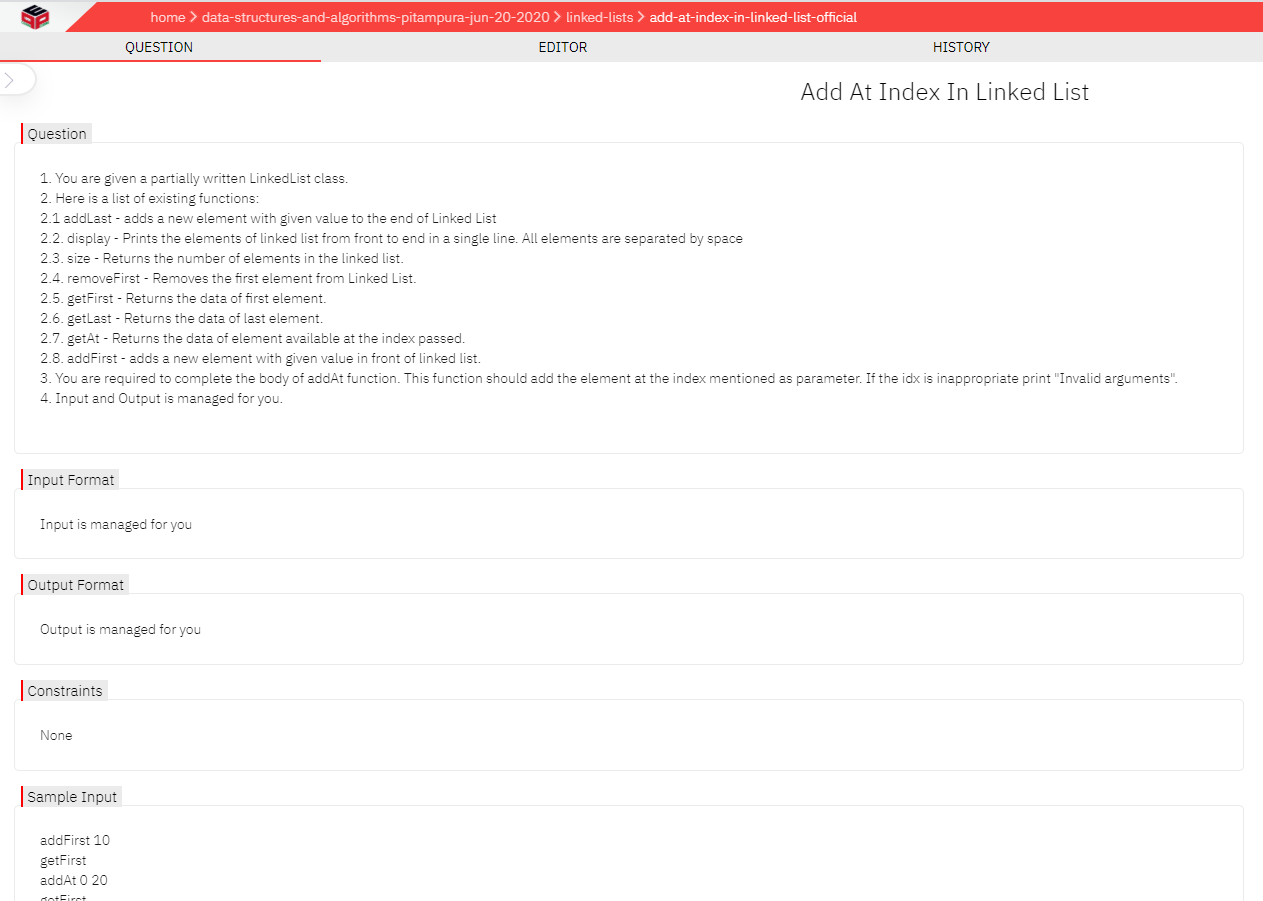 home > data-structures-and-algorithms-pitampura-jun-20-2020 > linked-lists > add-at-index-in-linked-list-official
QUESTION EDITOR HISTORY
Add At Index In Linked List
Question
1. You are given a partially written LinkedList class.
2. Here is a list of existing functions:
2.1 addLast - adds a new element with given value to the end of Linked List
2.2. display - Prints the elements of linked list from front to end in a single line. All elements are separated by space
2.3. size - Returns the number of elements in the linked list.
2.4. removeFirst - Removes the first element from Linked List.
2.5. getFirst - Returns the data of first element.
2.6. getLast - Returns the data of last element.
2.7. getAt - Returns the data of element available at the index passed.
2.8. addFirst - adds a new element with given value in front of linked list.
3. You are required to complete the body of addAt function. This function should add the element at the index mentioned as parameter. If the idx is inappropriate print "Invalid arguments".
4. Input and Output is managed for you.
Input Format
Input is managed for you
Output Format
Output is managed for you
Constraints
None
Sample Input
addFirst 10
getFirst
addAt 0 20
getFirst